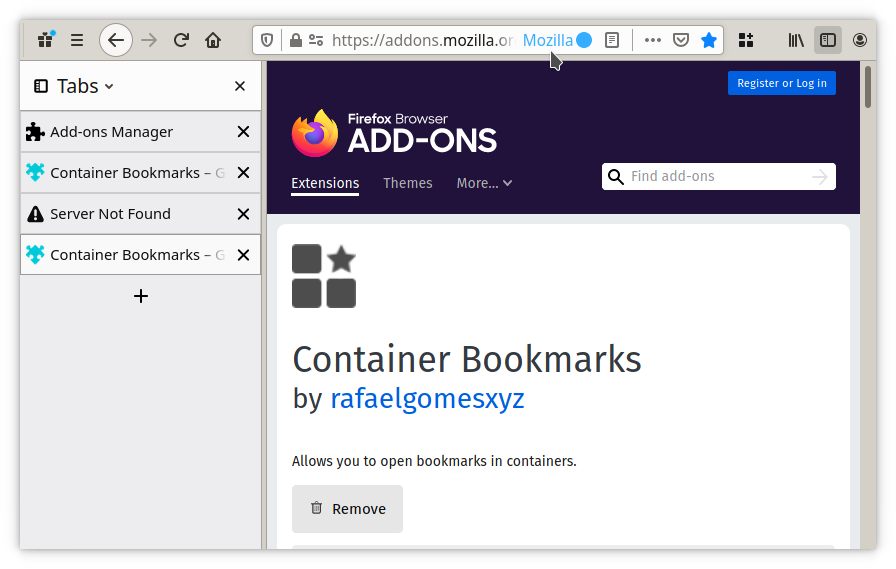 https://addons.mozilla.or Mozilla
Tabs
Add-ons Manager
Container Bookmarks – G
Server Not Found
Container Bookmarks – G
Register or Log in
Firefox Browser
ADD-ONS
Extensions Themes More...
Find add-ons
Container Bookmarks
by rafaelgomesxyz
Allows you to open bookmarks in containers.
Remove